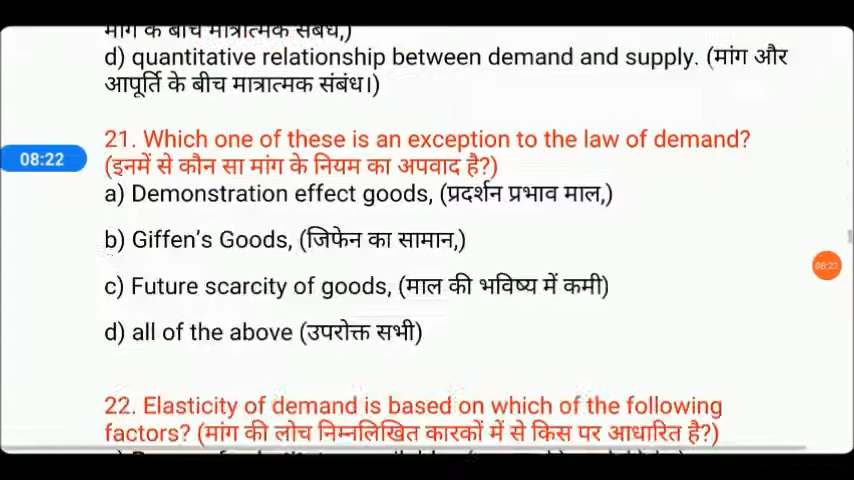 मांग के बीच मात्रात्मक संबंध,)
d) quantitative relationship between demand and supply. (मांग और
आपूर्ति के बीच मात्रात्मक संबंध।)
21. Which one of these is an exception to the law of demand?
08:22
(इनमें से कौन सा मांग के नियम का अपवाद है?)
a) Demonstration effect goods, (प्रदर्शन प्रभाव माल,)
b) Giffen's Goods, (जिफेन का सामान,)
08:21
c) Future scarcity of goods, (माल की भविष्य में कमी)
d) all of the above (उपरोक्त सभी)
22. Elasticity of demand is based on which of the following
factors? (मांग की लोच निम्नलिखित कारकों में से किस पर आधारित है?)